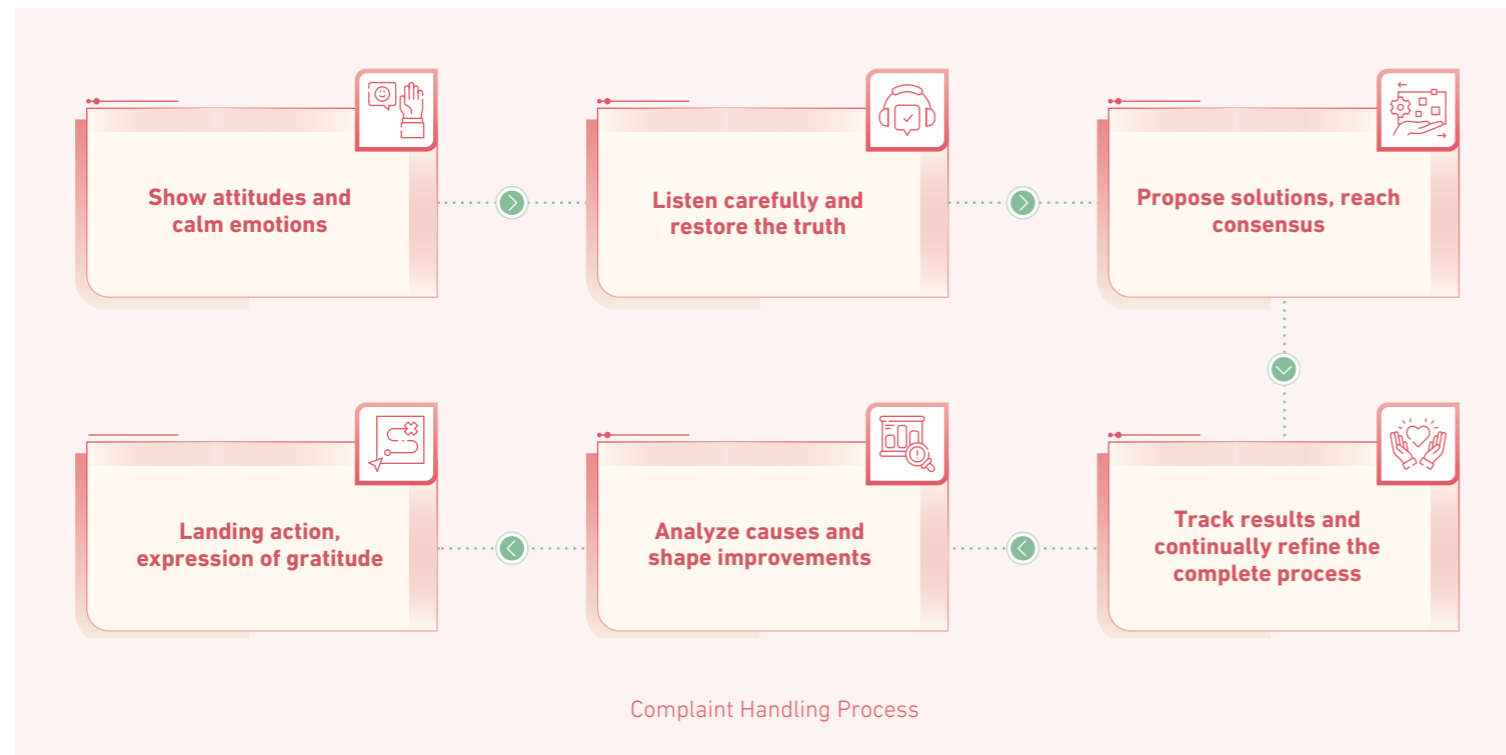 Show attitudes and
calm emotions
Listen carefully and
restore the truth
Propose solutions, reach
consensus
Track results and
continually refine the
complete process
Analyze causes and
shape improvements
Landing action,
expression of gratitude
Complaint Handling Process